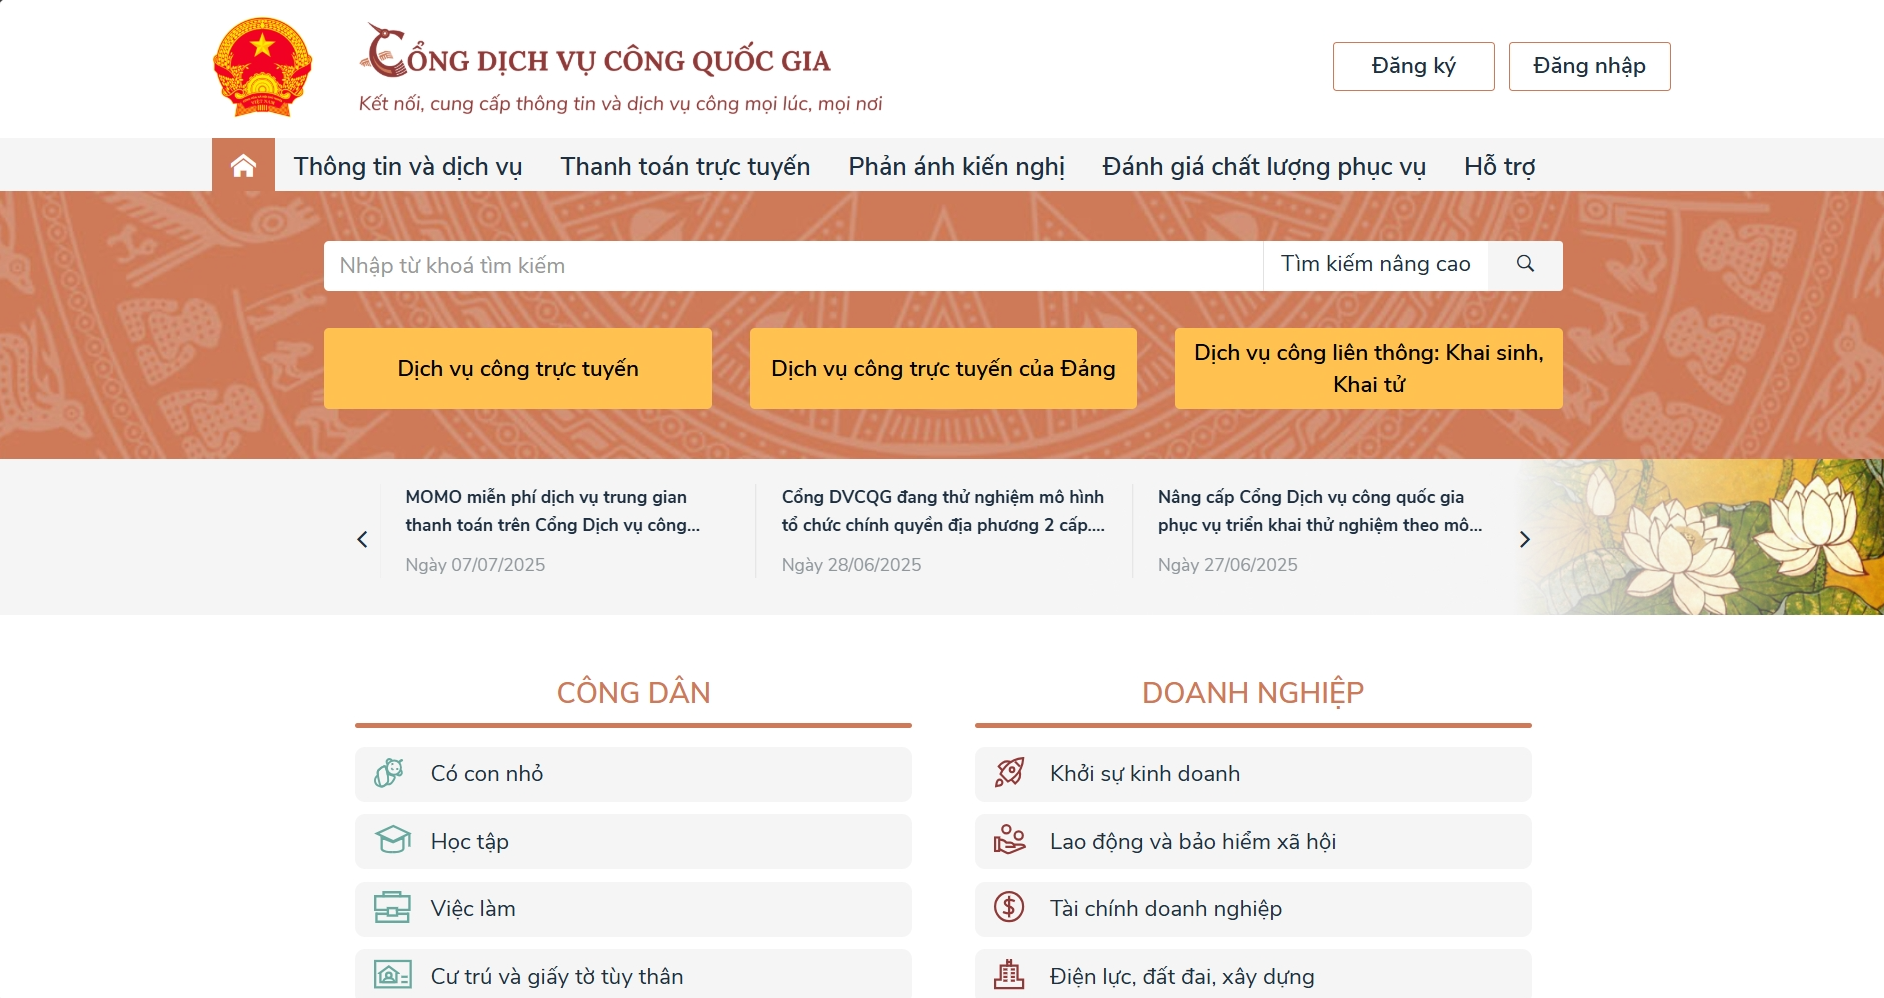 CỔNG DỊCH VỤ CÔNG QUỐC GIA
Kết nối, cung cấp thông tin và dịch vụ công mọi lúc, mọi nơi
Đăng ký
Đăng nhập
Thông tin và dịch vụ
Thanh toán trực tuyến
Phản ánh kiến nghị
Đánh giá chất lượng phục vụ
Hỗ trợ
Nhập từ khoá tìm kiếm
Tìm kiếm nâng cao
Dịch vụ công trực tuyến
Dịch vụ công trực tuyến của Đảng
Dịch vụ công liên thông: Khai sinh,
Khai tử
MOMO miễn phí dịch vụ trung gian
thanh toán trên Cổng Dịch vụ công...
Ngày 07/07/2025
Cổng DVCQG đang thử nghiệm mô hình
tổ chức chính quyền địa phương 2 cấp....
Ngày 28/06/2025
Nâng cấp Cổng Dịch vụ công quốc gia
phục vụ triển khai thử nghiệm theo mô...
Ngày 27/06/2025
CÔNG DÂN
Có con nhỏ
Học tập
Việc làm
Cư trú và giấy tờ tùy thân
DOANH NGHIỆP
Khởi sự kinh doanh
Lao động và bảo hiểm xã hội
Tài chính doanh nghiệp
Điện lực, đất đai, xây dựng